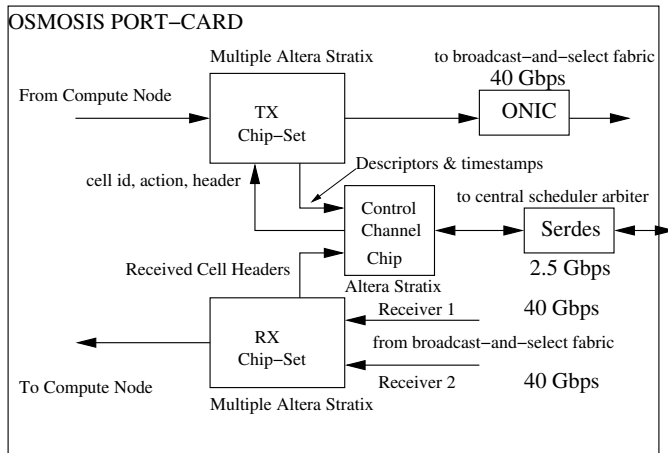 OSMOSIS PORT−CARD
Multiple Altera Stratix
to broadcast−and−select fabric
40 Gbps
From Compute Node
TX
Chip−Set
ONIC
Descriptors & timestamps
cell id, action, header
to central scheduler arbiter
Control
Channel
Chip
Serdes
2.5 Gbps
Received Cell Headers
Altera Stratix
Receiver 1
40 Gbps
RX
Chip−Set
from broadcast−and−select fabric
To Compute Node
Receiver 2
40 Gbps
Multiple Altera Stratix